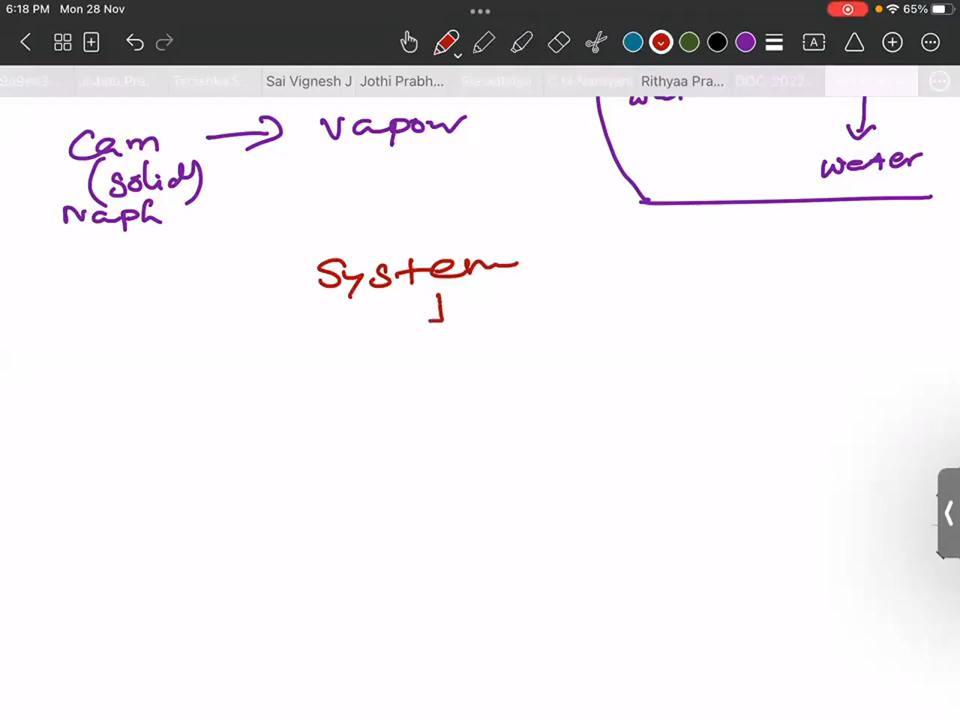 6:18 PM Mon 28 Nov
65%
Sai Vignesh J Jothi Prabh... Rithyaa Pra...
Cam → vapour
(solid)
Naph
water
System